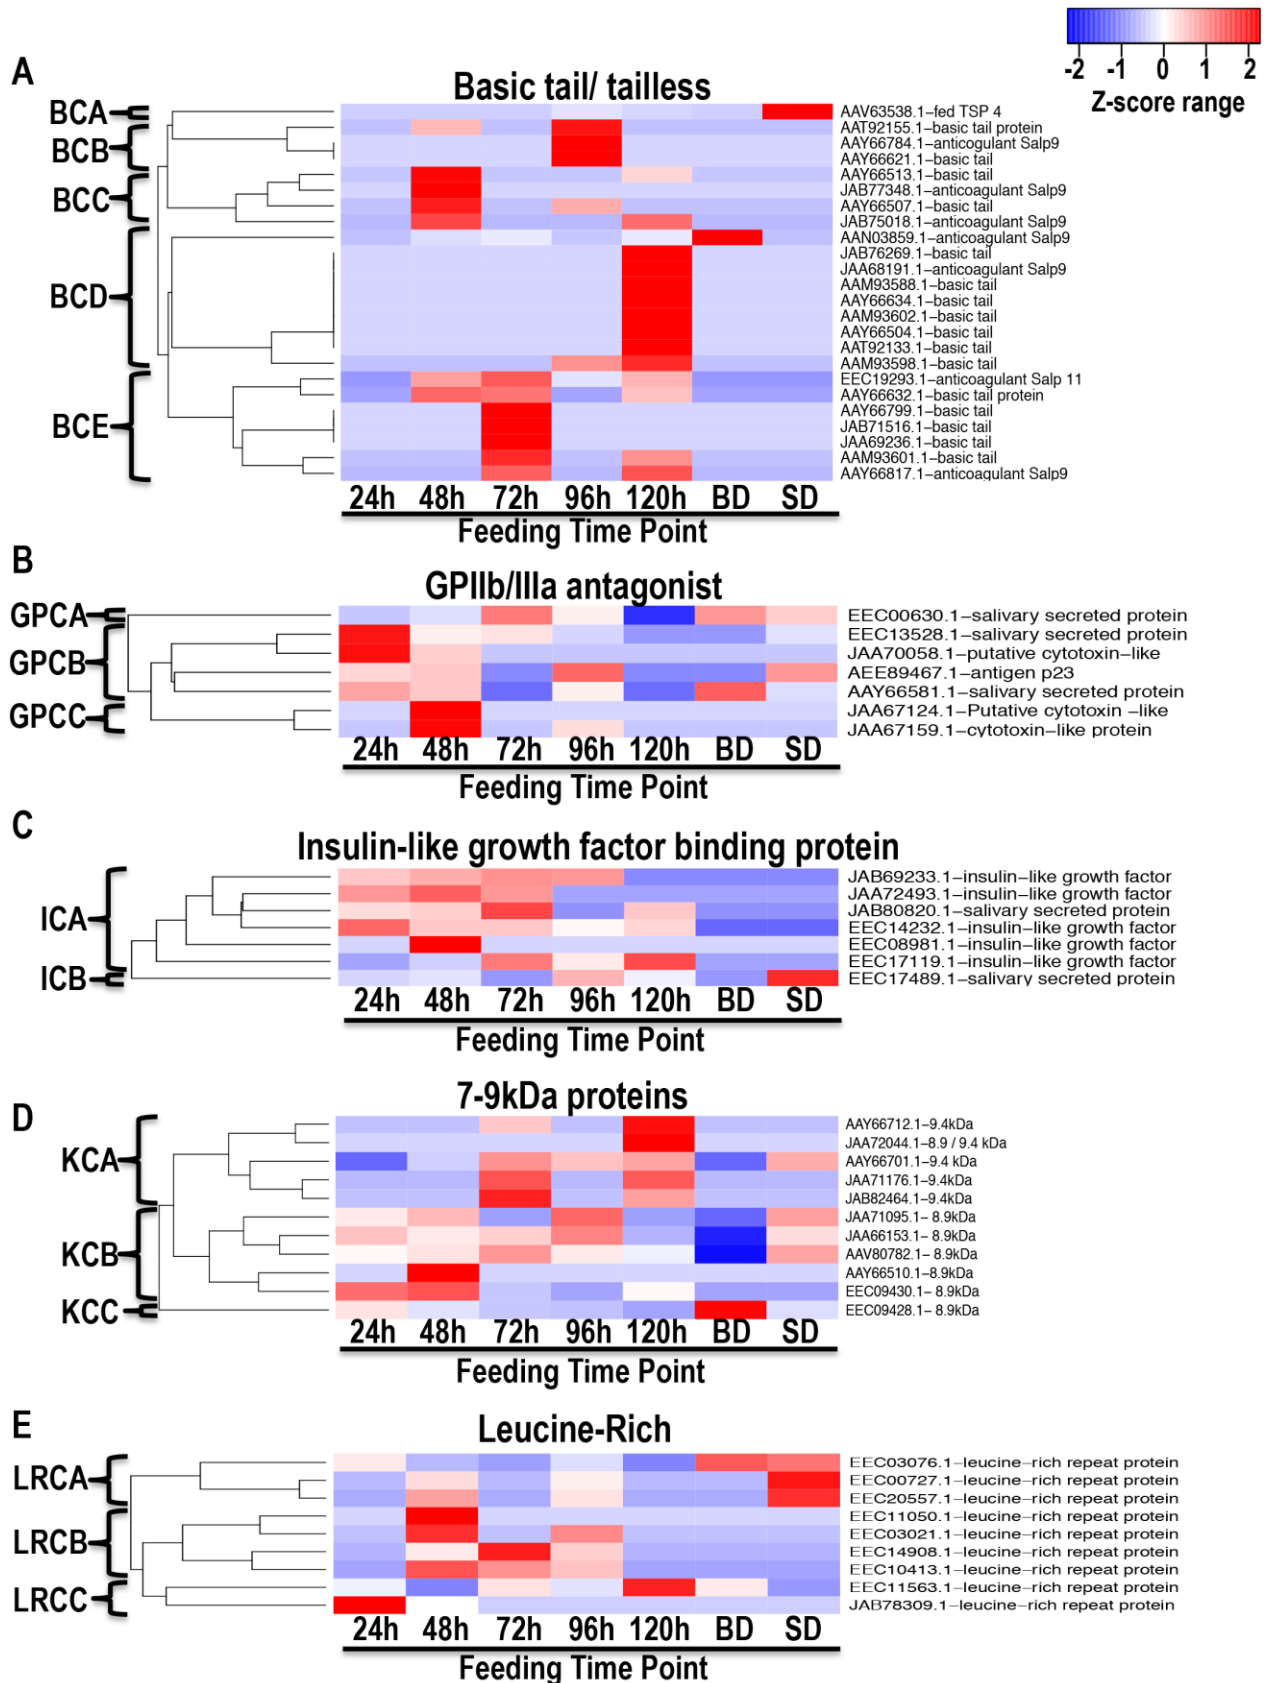 -2 -1 0 1 2
Z-score range
A
Basic tail/ tailless
BCA
BCB
BCC
BCD
BCE
AAV63538.1–fed TSP 4
AAT92155.1–basic tail protein
AAY66784.1–anticogulant Salp9
AAY66621.1–basic tail
AAY66513.1–basic tail
JAB77348.1–anticoagulant Salp9
AAY66507.1–basic tail
JAB75018.1–anticoagulant Salp9
AAN03859.1–anticoagulant Salp9
JAB76269.1–basic tail
JAA68191.1–anticoagulant Salp9
AAM93588.1–basic tail
AAY66634.1–basic tail
AAM93602.1–basic tail
AAY66504.1–basic tail
AAT92133.1–basic tail
AAM93598.1–basic tail
EEC19293.1–anticoagulant Salp 11
AAY66632.1–basic tail protein
AAY66799.1–basic tail
JAB71516.1–basic tail
JAA69236.1–basic tail
AAM93601.1–basic tail
AAY66817.1–anticoagulant Salp9
24h 48h 72h 96h 120h BD SD
Feeding Time Point
B
GPIIb/IIIa antagonist
GPCA
GPCB
GPCC
EEC00630.1–salivary secreted protein
EEC13528.1–salivary secreted protein
JAA70058.1–putative cytotoxin–like
AEE89467.1–antigen p23
AAY66581.1–salivary secreted protein
JAA67124.1–Putative cytotoxin –like
JAA67159.1–cytotoxin–like protein
24h 48h 72h 96h 120h BD SD
Feeding Time Point
C
Insulin-like growth factor binding protein
ICA
ICB
JAB69233.1–insulin–like growth factor
JAA72493.1–insulin–like growth factor
JAB80820.1–salivary secreted protein
EEC14232.1–insulin–like growth factor
EEC08981.1–insulin–like growth factor
EEC17119.1–insulin–like growth factor
EEC17489.1–salivary secreted protein
24h 48h 72h 96h 120h BD SD
Feeding Time Point
D
7-9kDa proteins
KCA
KCB
KCC
AAY66712.1–9.4kDa
JAA72044.1–8.9 / 9.4 kDa
AAY66701.1–9.4 kDa
JAA71176.1–9.4kDa
JAB82464.1–9.4kDa
JAA71095.1– 8.9kDa
JAA66153.1– 8.9kDa
AAV80782.1– 8.9kDa
AAY66510.1–8.9kDa
EEC09430.1– 8.9kDa
EEC09428.1– 8.9kDa
24h 48h 72h 96h 120h BD SD
Feeding Time Point
E
Leucine-Rich
LRCA
LRCB
LRCC
EEC03076.1–leucine–rich repeat protein
EEC00727.1–leucine–rich repeat protein
EEC20557.1–leucine–rich repeat protein
EEC11050.1–leucine–rich repeat protein
EEC03021.1–leucine–rich repeat protein
EEC14908.1–leucine–rich repeat protein
EEC10413.1–leucine–rich repeat protein
EEC11563.1–leucine–rich repeat protein
JAB78309.1–leucine–rich repeat protein
24h 48h 72h 96h 120h BD SD
Feeding Time Point